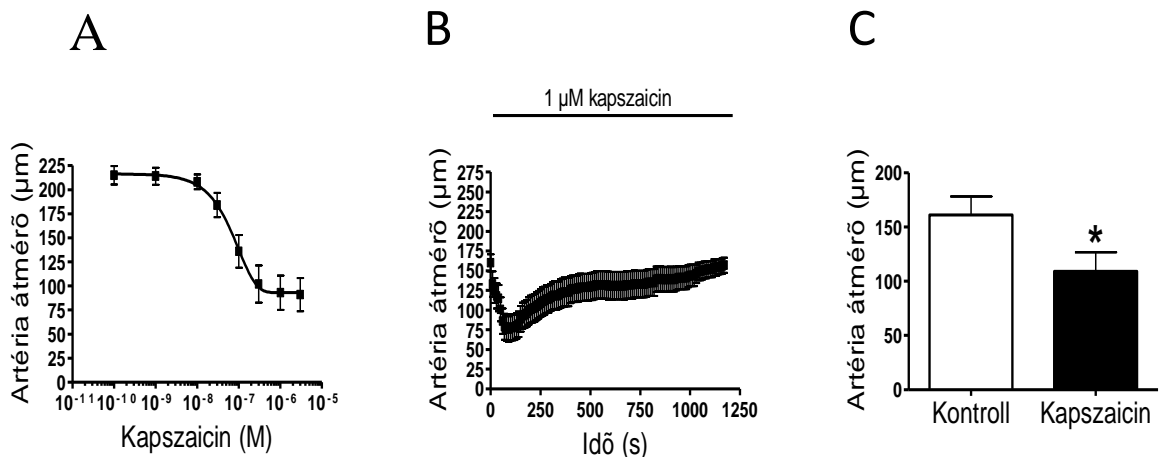 A
Artéria átmérõ (µm)
225
200
175
150
125
100
75
50
25
0
10⁻¹¹ 10⁻¹⁰ 10⁻⁹ 10⁻⁸ 10⁻⁷ 10⁻⁶ 10⁻⁵
Kapszaicin (M)
B
1 µM kapszaicin
Artéria átmérõ (µm)
275
250
225
200
175
150
125
100
75
50
25
0
0 250 500 750 1000 1250
Idõ (s)
C
Artéria átmérõ (µm)
200
150
100
50
0
*
Kontroll Kapszaicin